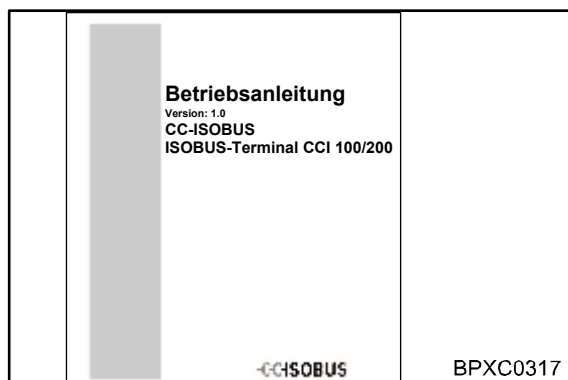 Betriebsanleitung
Version: 1.0
CC-ISOBUS
ISOBUS-Terminal CCI 100/200
CCISOBUS
BPXC0317